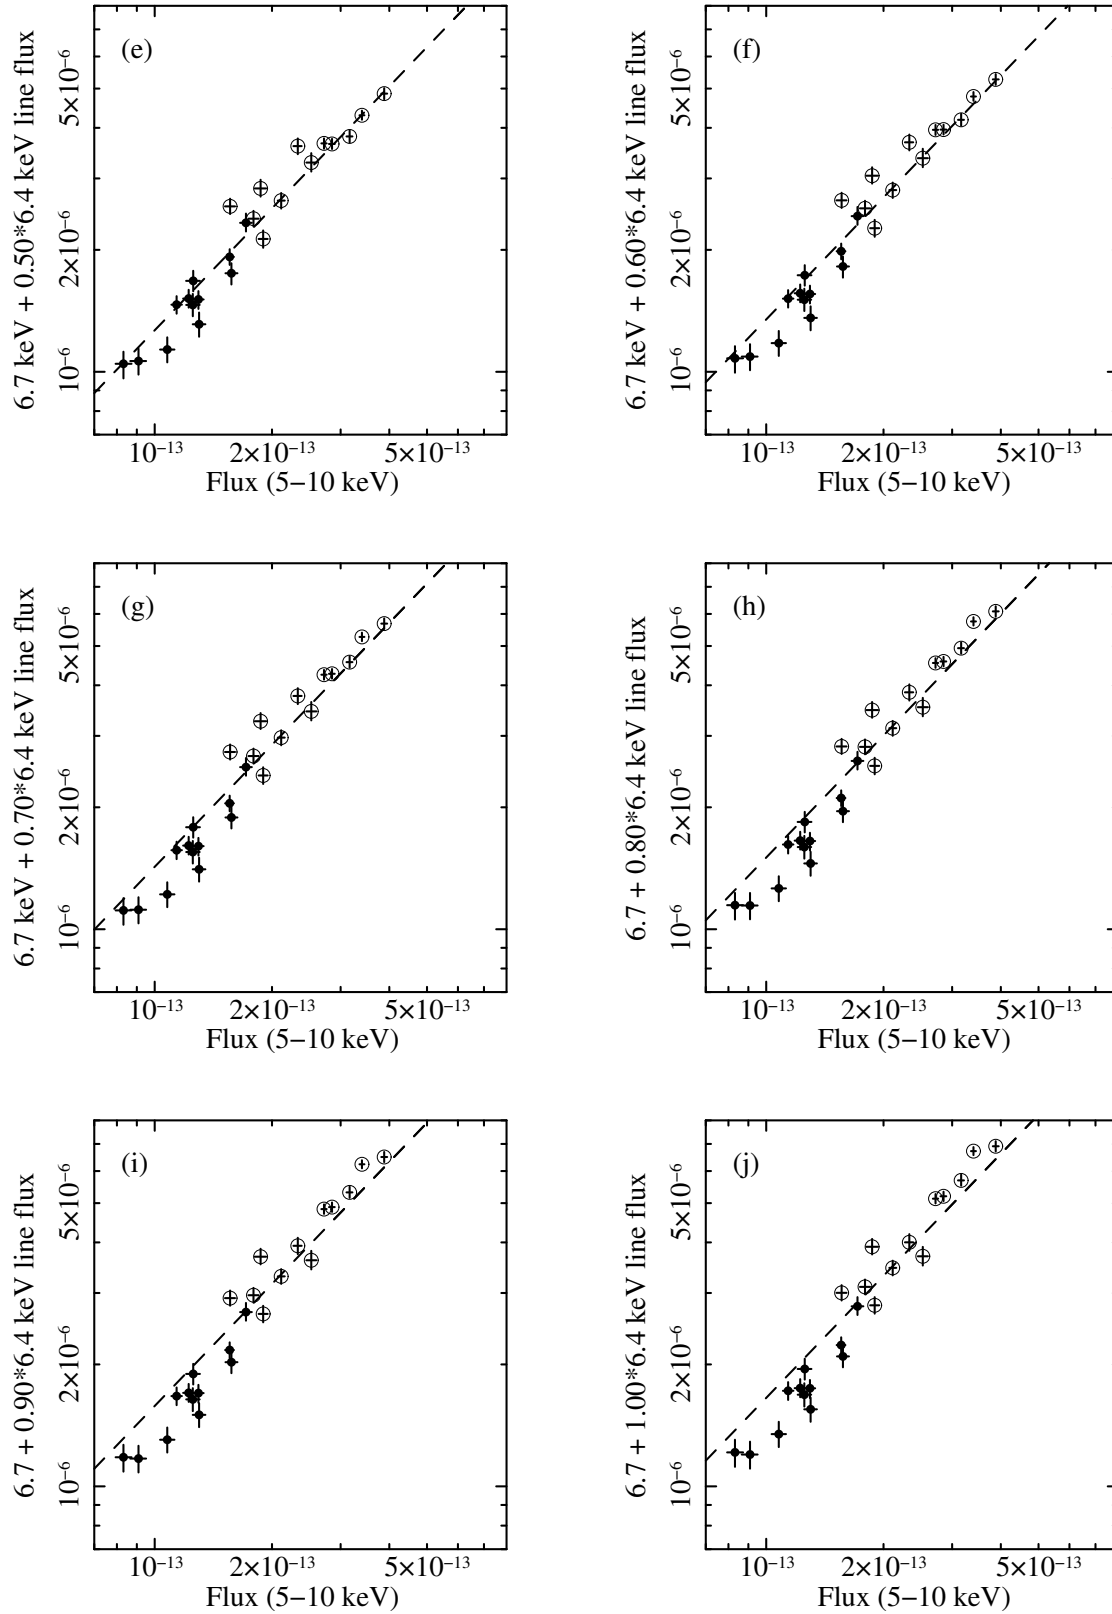 (e)
6.7 keV + 0.50*6.4 keV line flux
5×10⁻⁶
2×10⁻⁶
10⁻⁶
10⁻¹³ 2×10⁻¹³ 5×10⁻¹³
Flux (5−10 keV)
(f)
6.7 keV + 0.60*6.4 keV line flux
5×10⁻⁶
2×10⁻⁶
10⁻⁶
10⁻¹³ 2×10⁻¹³ 5×10⁻¹³
Flux (5−10 keV)
(g)
6.7 keV + 0.70*6.4 keV line flux
5×10⁻⁶
2×10⁻⁶
10⁻⁶
10⁻¹³ 2×10⁻¹³ 5×10⁻¹³
Flux (5−10 keV)
(h)
6.7 + 0.80*6.4 keV line flux
5×10⁻⁶
2×10⁻⁶
10⁻⁶
10⁻¹³ 2×10⁻¹³ 5×10⁻¹³
Flux (5−10 keV)
(i)
6.7 + 0.90*6.4 keV line flux
5×10⁻⁶
2×10⁻⁶
10⁻⁶
10⁻¹³ 2×10⁻¹³ 5×10⁻¹³
Flux (5−10 keV)
(j)
6.7 + 1.00*6.4 keV line flux
5×10⁻⁶
2×10⁻⁶
10⁻⁶
10⁻¹³ 2×10⁻¹³ 5×10⁻¹³
Flux (5−10 keV)